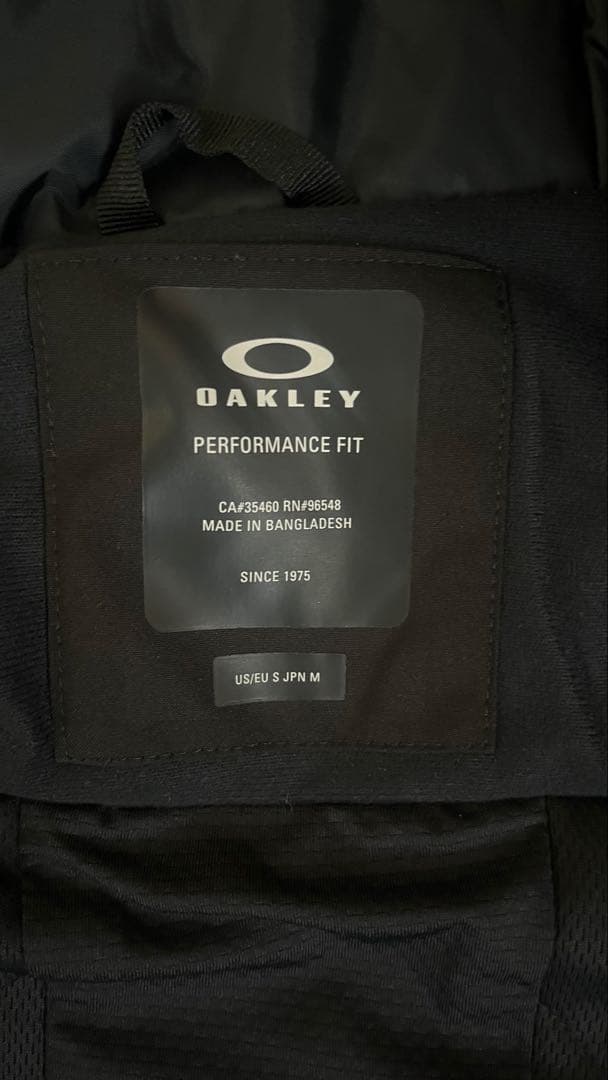 OAKLEY
PERFORMANCE FIT
CA#35460 RN#96548
MADE IN BANGLADESH
SINCE 1975
US/EU S JPN M